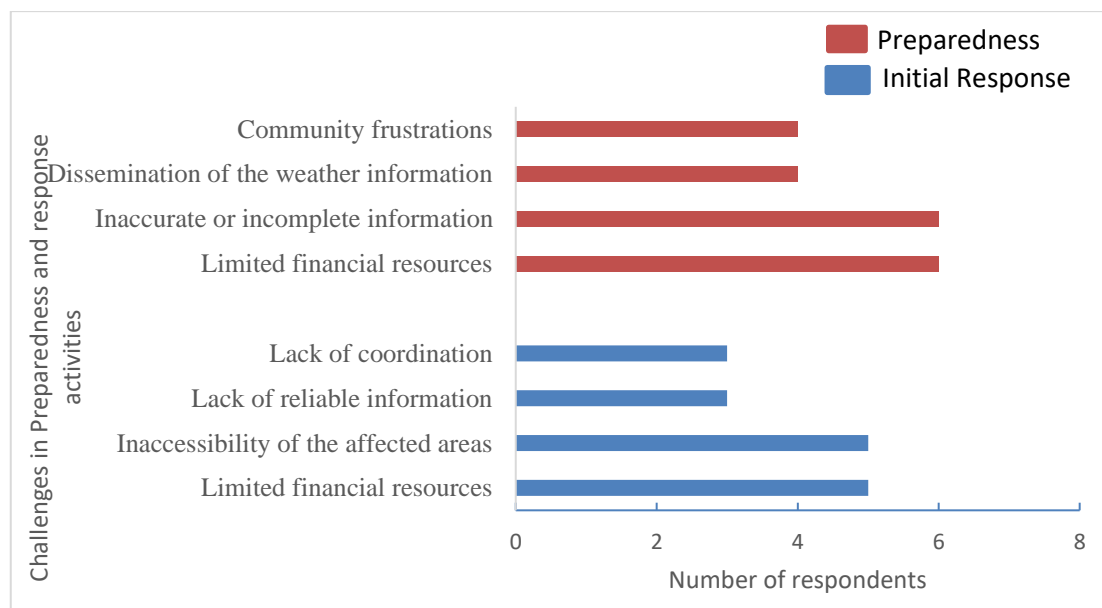 Preparedness
Initial Response
Challenges in Preparedness and response
activities
Community frustrations
Dissemination of the weather information
Inaccurate or incomplete information
Limited financial resources
Lack of coordination
Lack of reliable information
Inaccessibility of the affected areas
Limited financial resources
0 2 4 6 8
Number of respondents